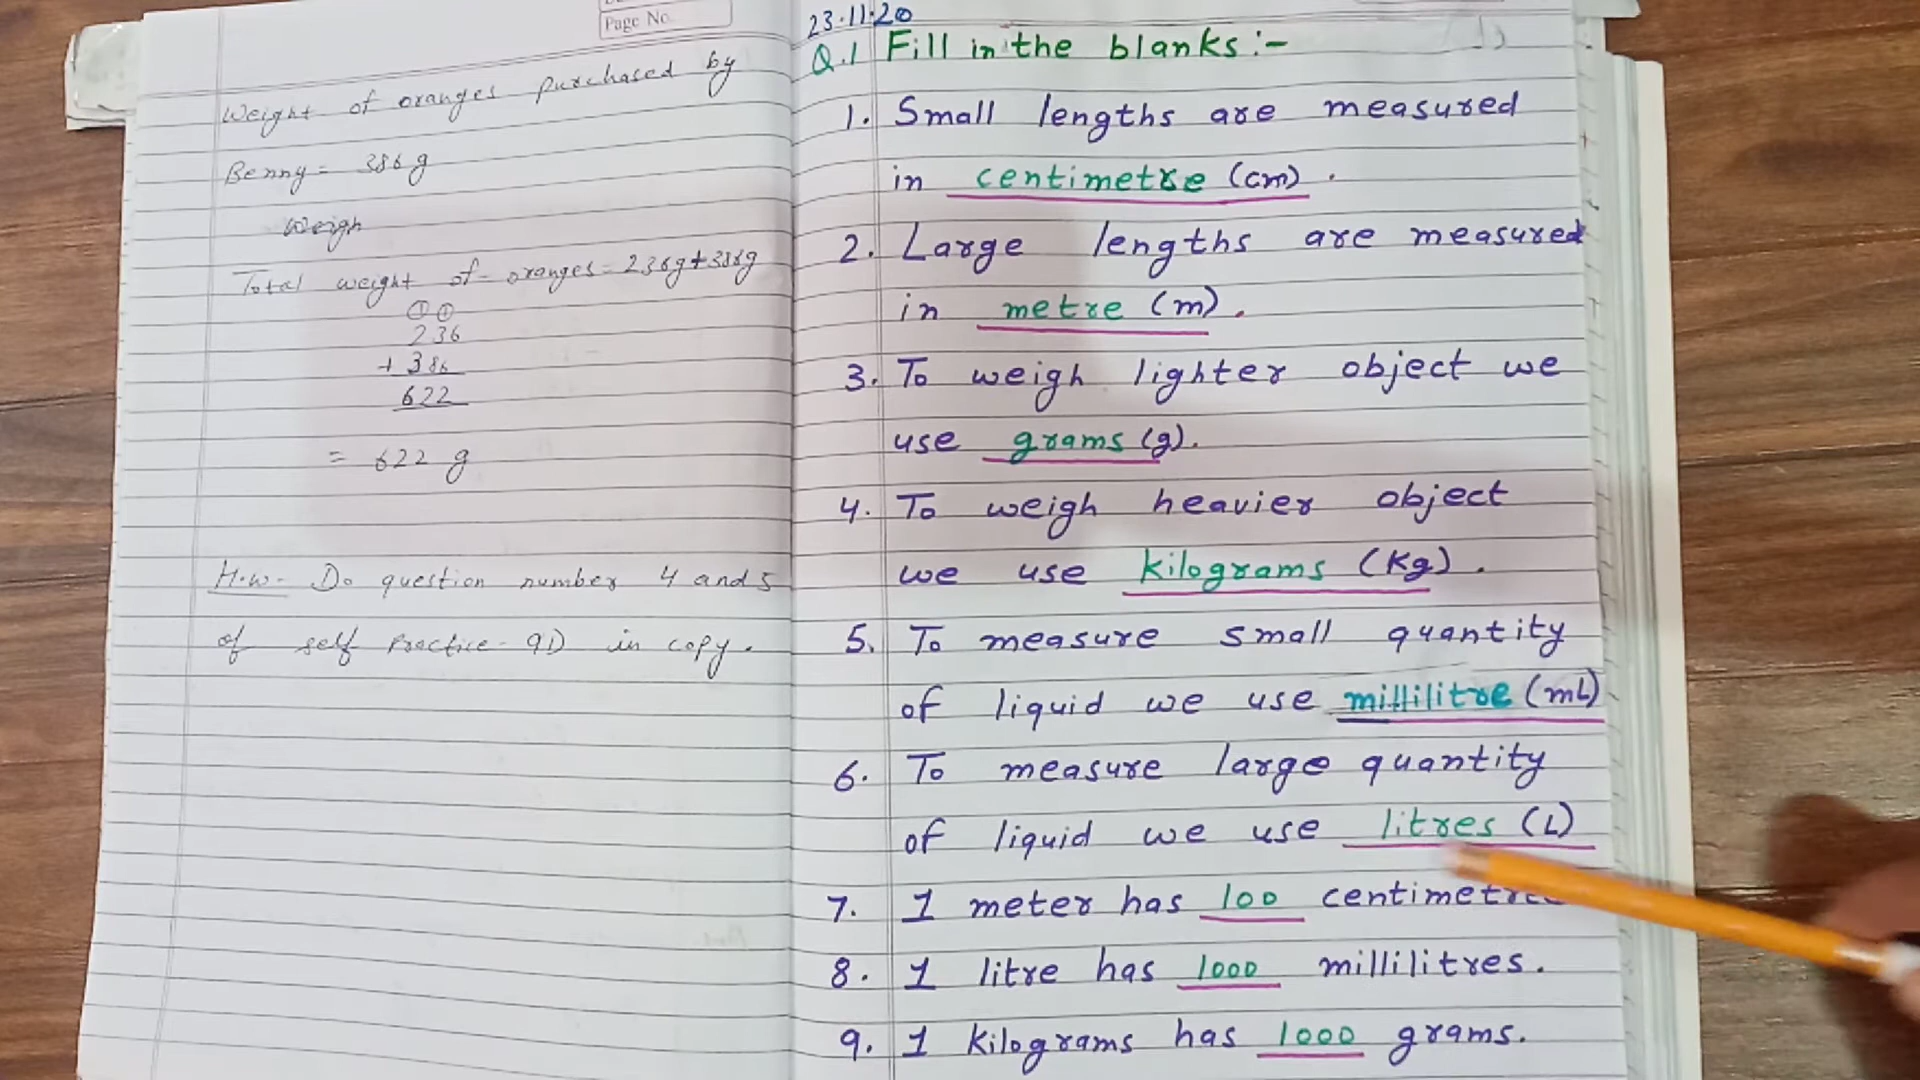 Page No.
Weight of oranges purchased by
Benny = 386 g
Weigh
Total weight of oranges = 236g + 386g
① ①
236
+ 386
622
= 622 g
H.W- Do question number 4 and 5
of self Practice - 9D in copy.
23.11.20
Q.1 Fill in the blanks :-
1. Small lengths are measured
in centimetre (cm).
2. Large lengths are measured
in metre (m).
3. To weigh lighter object we
use grams (g).
4. To weigh heavier object
we use kilograms (Kg).
5. To measure small quantity
of liquid we use millilitre (mL)
6. To measure large quantity
of liquid we use litres (L)
7. 1 meter has 100
8. 1 litre has 1000 millilitres.
9. 1 Kilograms has 1000 grams.